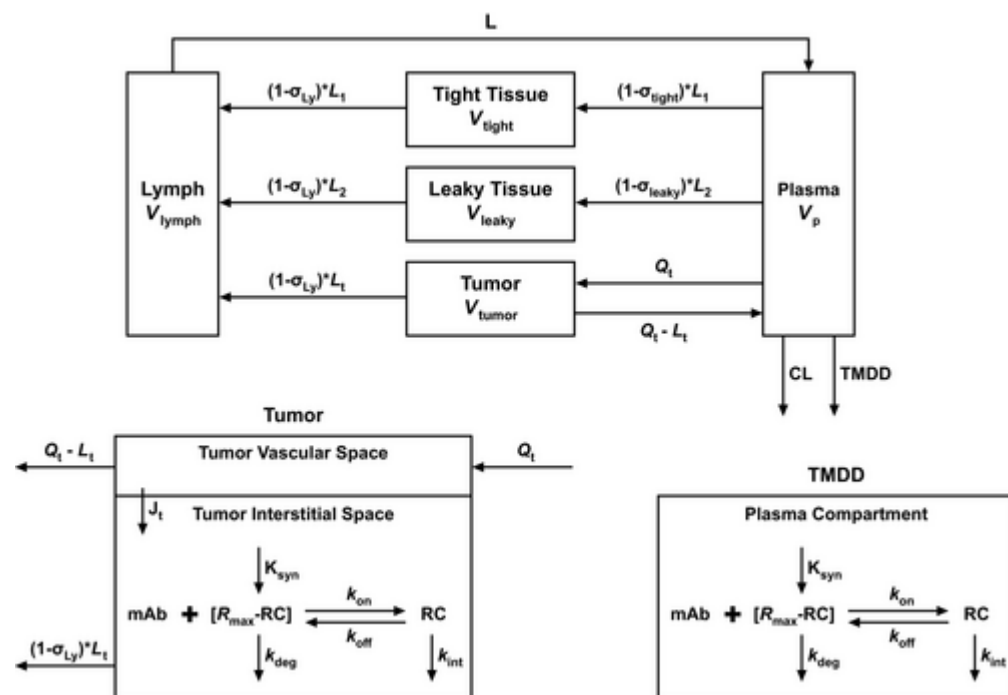 L
(1-σLy)*L1
Tight Tissue
Vtight
(1-σtight)*L1
Lymph
Vlymph
(1-σLy)*L2
Leaky Tissue
Vleaky
(1-σleaky)*L2
Plasma
Vp
(1-σLy)*Lt
Tumor
Vtumor
Qt
Qt - Lt
CL
TMDD
Tumor
Qt - Lt
Tumor Vascular Space
Qt
Jt
Tumor Interstitial Space
Ksyn
mAb + [Rmax-RC]
kon
koff
RC
kdeg
kint
(1-σLy)*Lt
TMDD
Plasma Compartment
Ksyn
mAb + [Rmax-RC]
kon
koff
RC
kdeg
kint